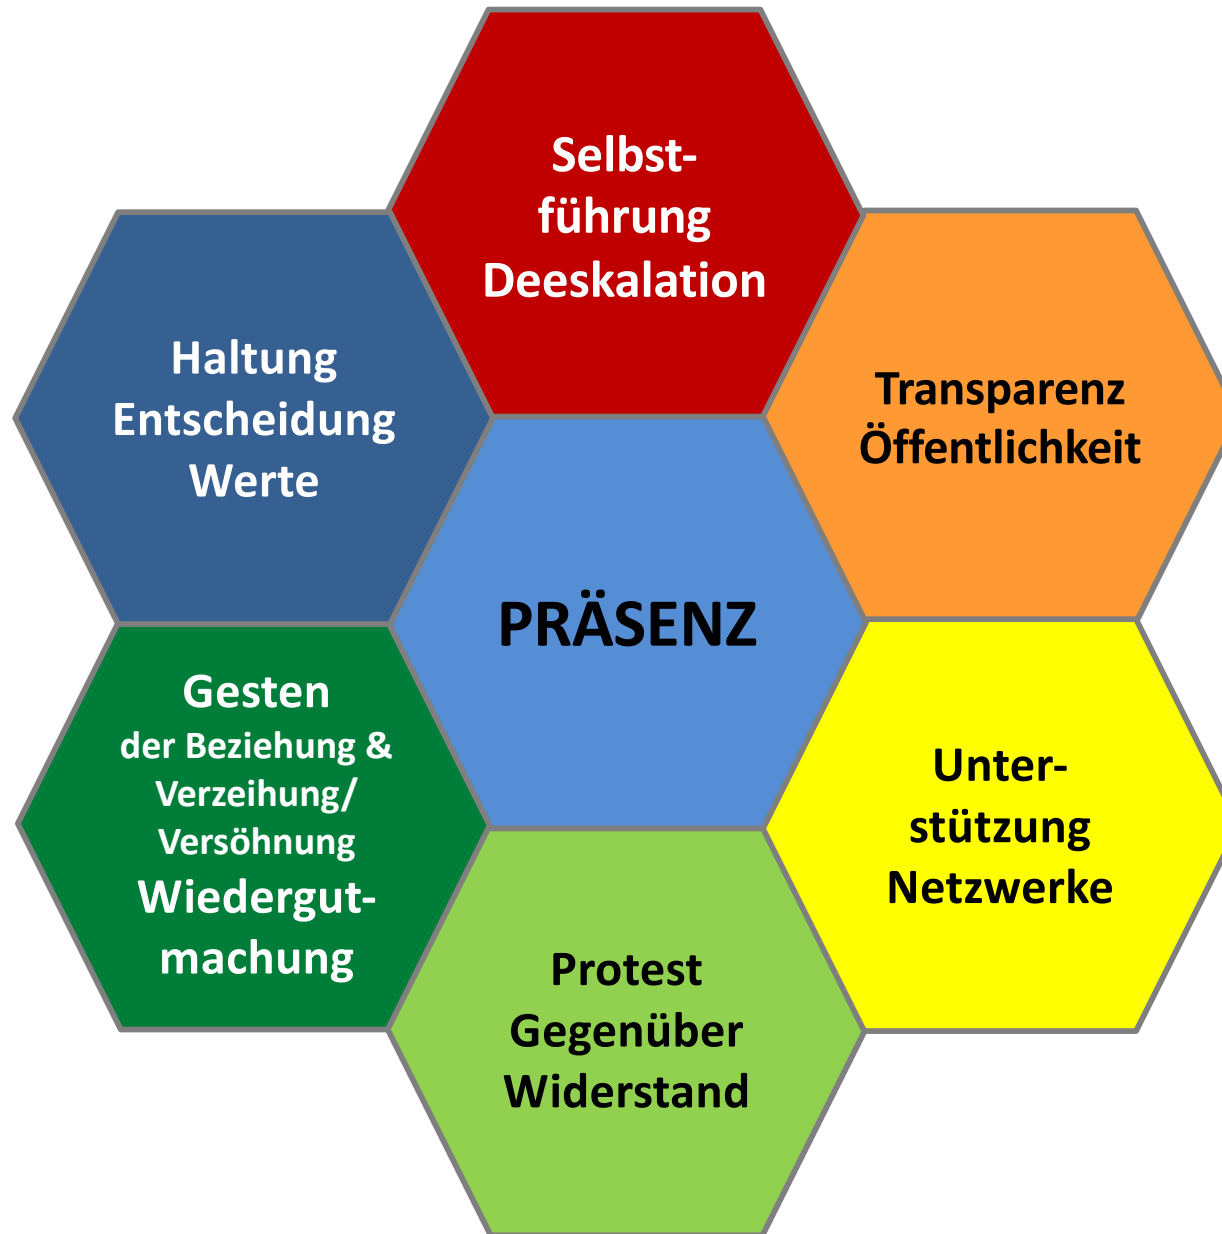 Selbst-
führung
Deeskalation
Haltung
Entscheidung
Werte
Transparenz
Öffentlichkeit
PRÄSENZ
Gesten
der Beziehung &
Verzeihung/
Versöhnung
Wiedergut-
machung
Unter-
stützung
Netzwerke
Protest
Gegenüber
Widerstand